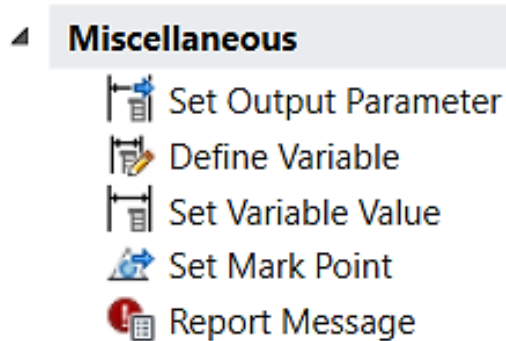 Miscellaneous
Set Output Parameter
Define Variable
Set Variable Value
Set Mark Point
Report Message